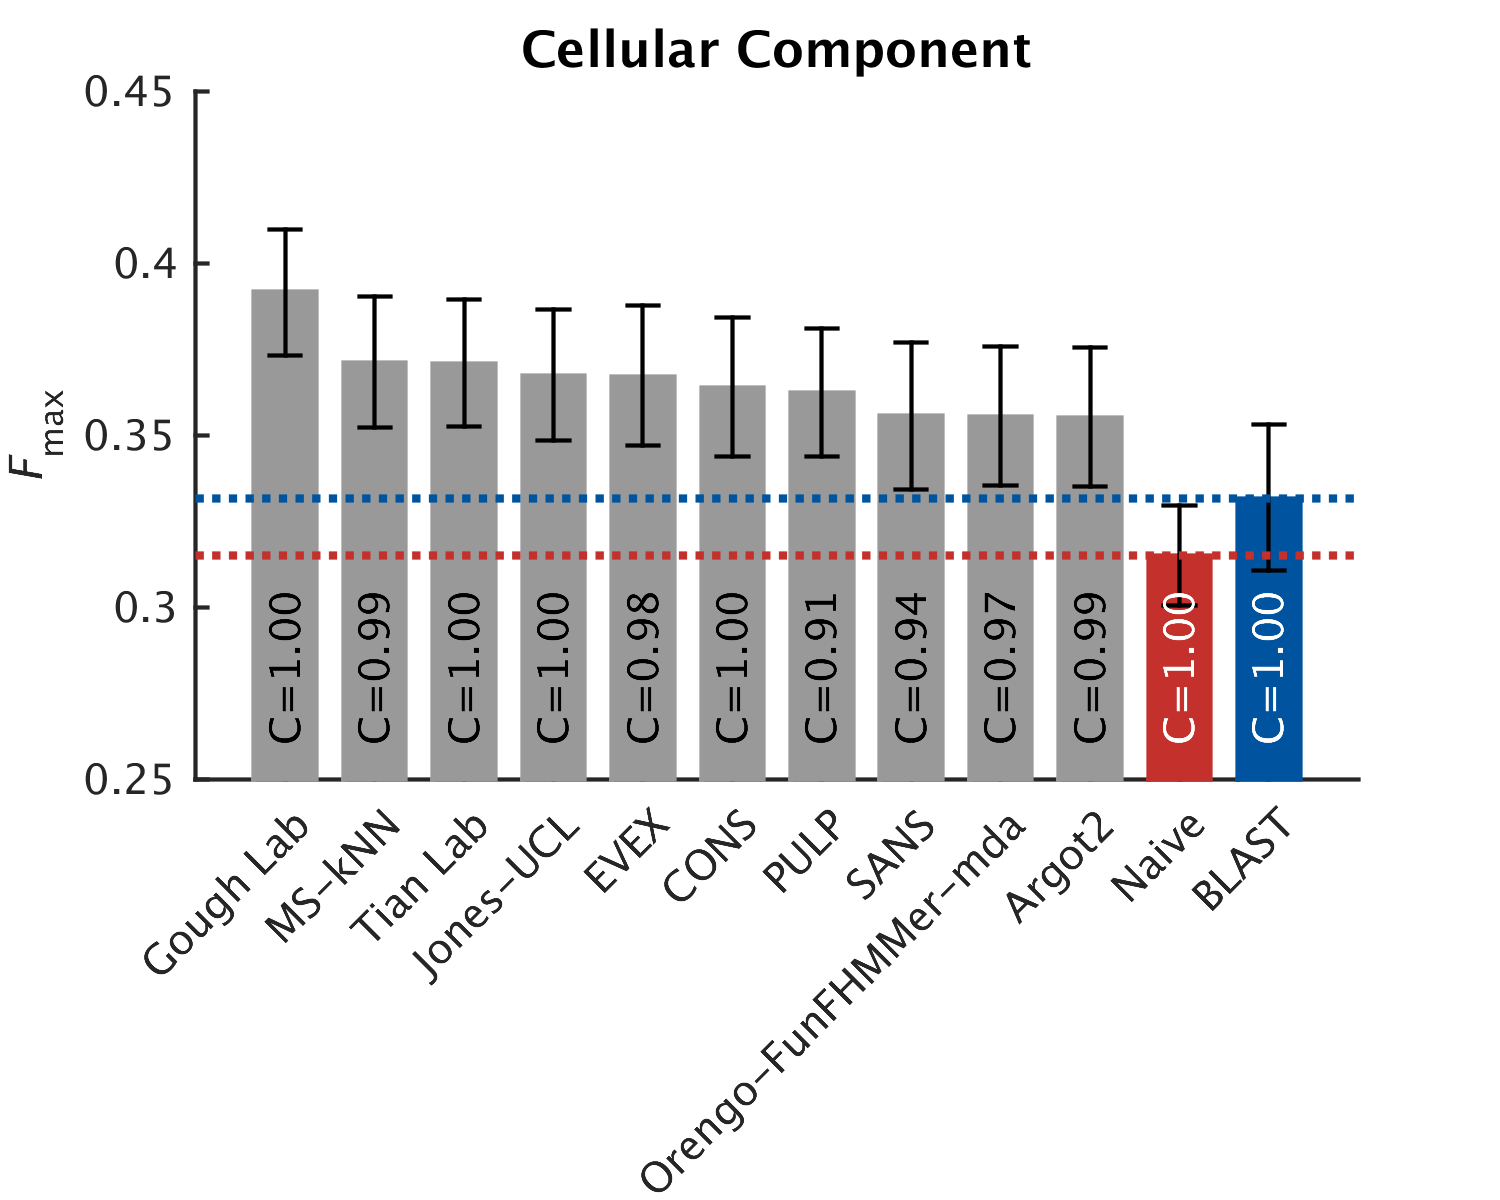 Cellular Component
0.45
0.4
0.35
0.3
0.25
Fmax
C=1.00
C=0.99
C=1.00
C=1.00
C=0.98
C=1.00
C=0.91
C=0.94
C=0.97
C=0.99
C=1.00
C=1.00
Gough Lab
MS-kNN
Tian Lab
Jones-UCL
EVEX
CONS
PULP
SANS
Orengo-FunFHMMer-mda
Argot2
Naive
BLAST